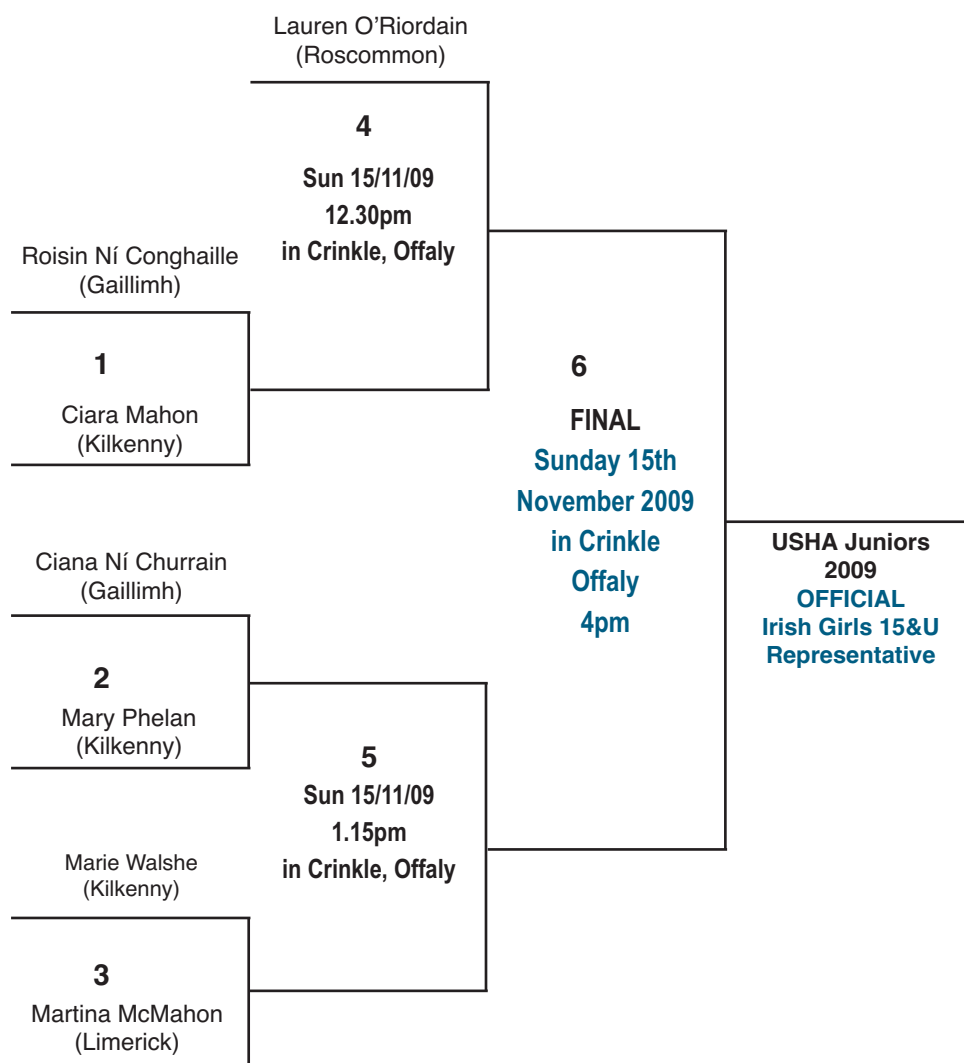 Lauren O'Riordain
(Roscommon)
4
Sun 15/11/09
12.30pm
in Crinkle, Offaly
Roisin Ní Conghaille
(Gaillimh)
1
Ciara Mahon
(Kilkenny)
6
FINAL
Sunday 15th
November 2009
in Crinkle
Offaly
4pm
USHA Juniors
2009
OFFICIAL
Irish Girls 15&U
Representative
Ciana Ní Churrain
(Gaillimh)
2
Mary Phelan
(Kilkenny)
5
Sun 15/11/09
1.15pm
in Crinkle, Offaly
Marie Walshe
(Kilkenny)
3
Martina McMahon
(Limerick)